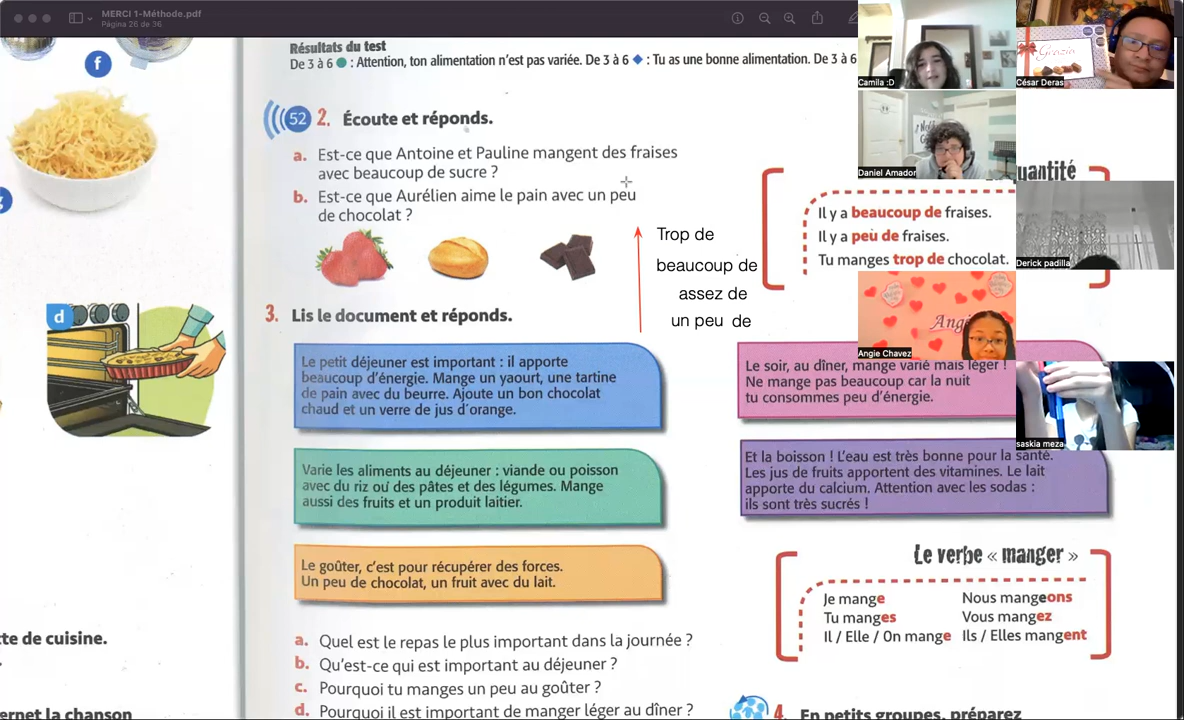 MERCI 1-Méthode.pdf
Página 26 de 36
f
d
Résultats du test
De 3 à 6 : Attention, ton alimentation n'est pas variée. De 3 à 6 : Tu as une bonne alimentation. De 3 à 6
52 2. Écoute et réponds.
a. Est-ce que Antoine et Pauline mangent des fraises
avec beaucoup de sucre ?
b. Est-ce que Aurélien aime le pain avec un peu
de chocolat ?
Trop de
beaucoup de
assez de
un peu de
uantité
Il y a beaucoup de fraises.
Il y a peu de fraises.
Tu manges trop de chocolat.
3. Lis le document et réponds.
Le petit déjeuner est important : il apporte
beaucoup d'énergie. Mange un yaourt, une tartine
de pain avec du beurre. Ajoute un bon chocolat
chaud et un verre de jus d'orange.
Varie les aliments au déjeuner : viande ou poisson
avec du riz ou des pâtes et des légumes. Mange
aussi des fruits et un produit laitier.
Le goûter, c'est pour récupérer des forces.
Un peu de chocolat, un fruit avec du lait.
Le soir, au dîner, mange varié mais léger !
Ne mange pas beaucoup car la nuit
tu consommes peu d'énergie.
Et la boisson ! L'eau est très bonne pour la santé.
Les jus de fruits apportent des vitamines. Le lait
apporte du calcium. Attention avec les sodas :
ils sont très sucrés !
Le verbe « manger »
Je mange Nous mangeons
Tu manges Vous mangez
Il / Elle / On mange Ils / Elles mangent
a. Quel est le repas le plus important dans la journée ?
b. Qu'est-ce qui est important au déjeuner ?
c. Pourquoi tu manges un peu au goûter ?
d. Pourquoi il est important de manger léger au dîner ?
4. En petits groupes, préparez
tte de cuisine.
ernet la chanson
Camila :D
César Deras
Daniel Amador
Derick padilla
Angie Chavez
saskia meza